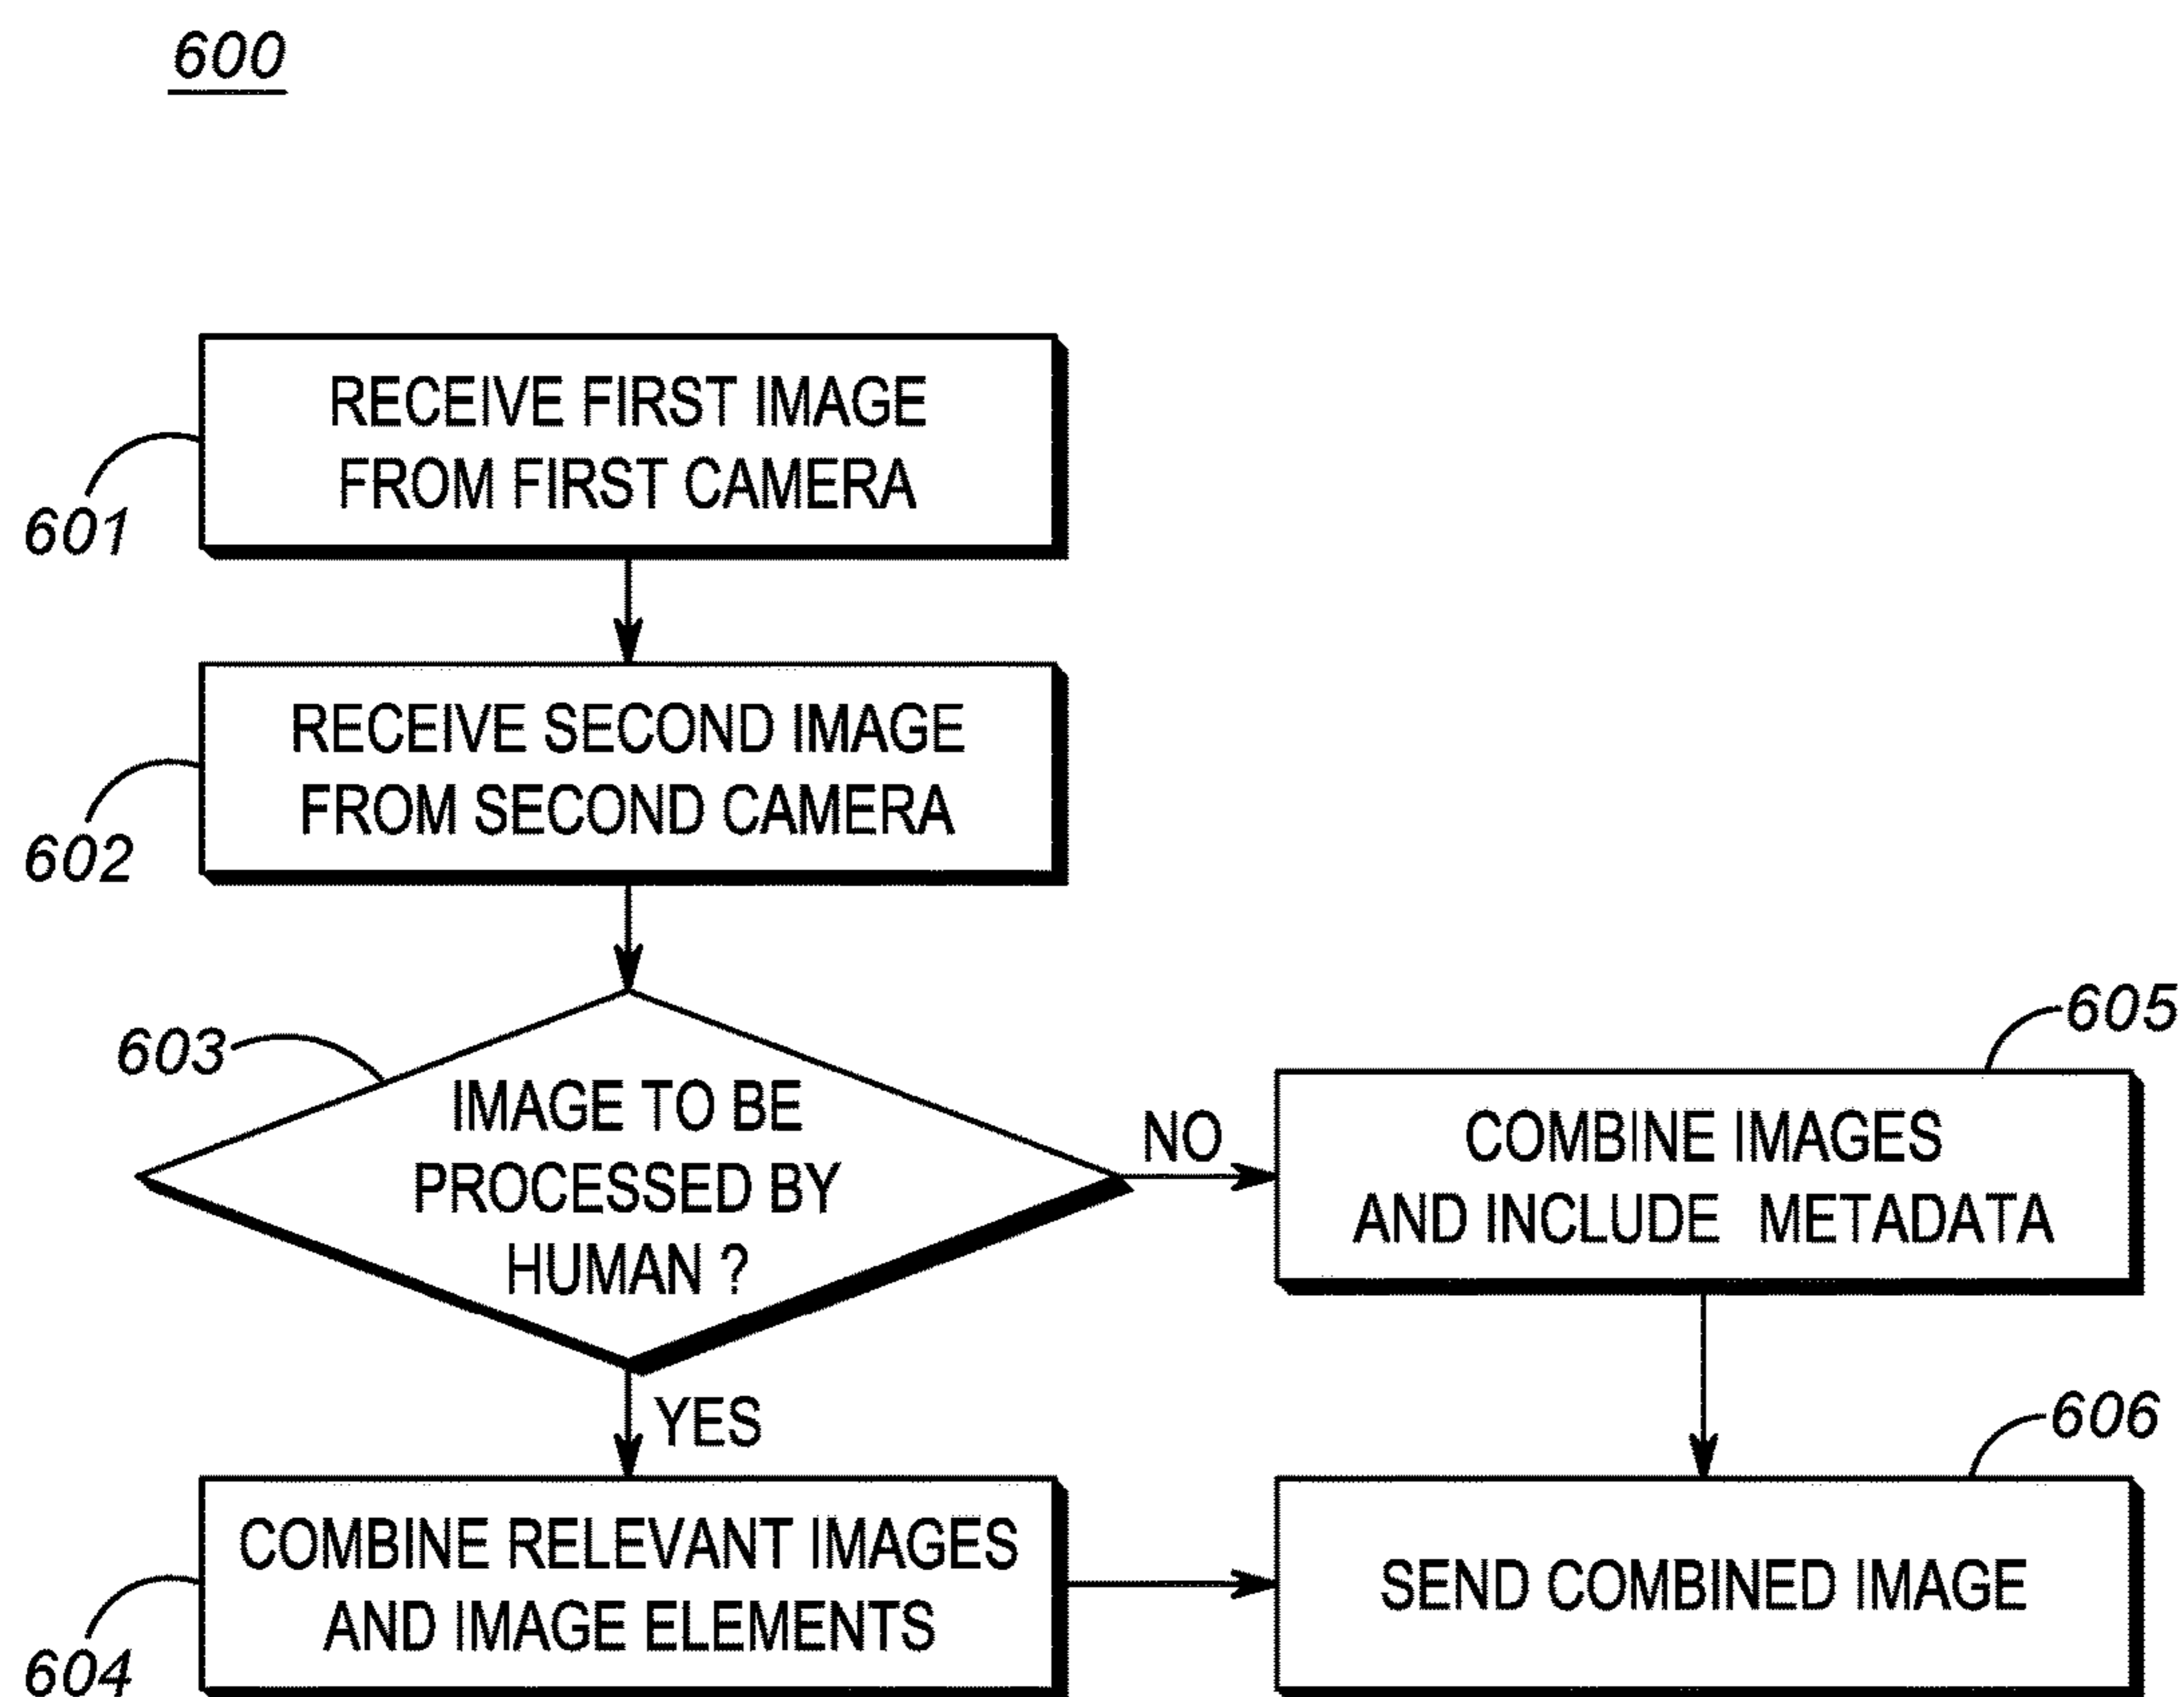 600
RECEIVE FIRST IMAGE
FROM FIRST CAMERA
601
RECEIVE SECOND IMAGE
FROM SECOND CAMERA
602
603
IMAGE TO BE
PROCESSED BY
HUMAN ?
NO
605
COMBINE IMAGES
AND INCLUDE METADATA
YES
606
COMBINE RELEVANT IMAGES
AND IMAGE ELEMENTS
604
SEND COMBINED IMAGE